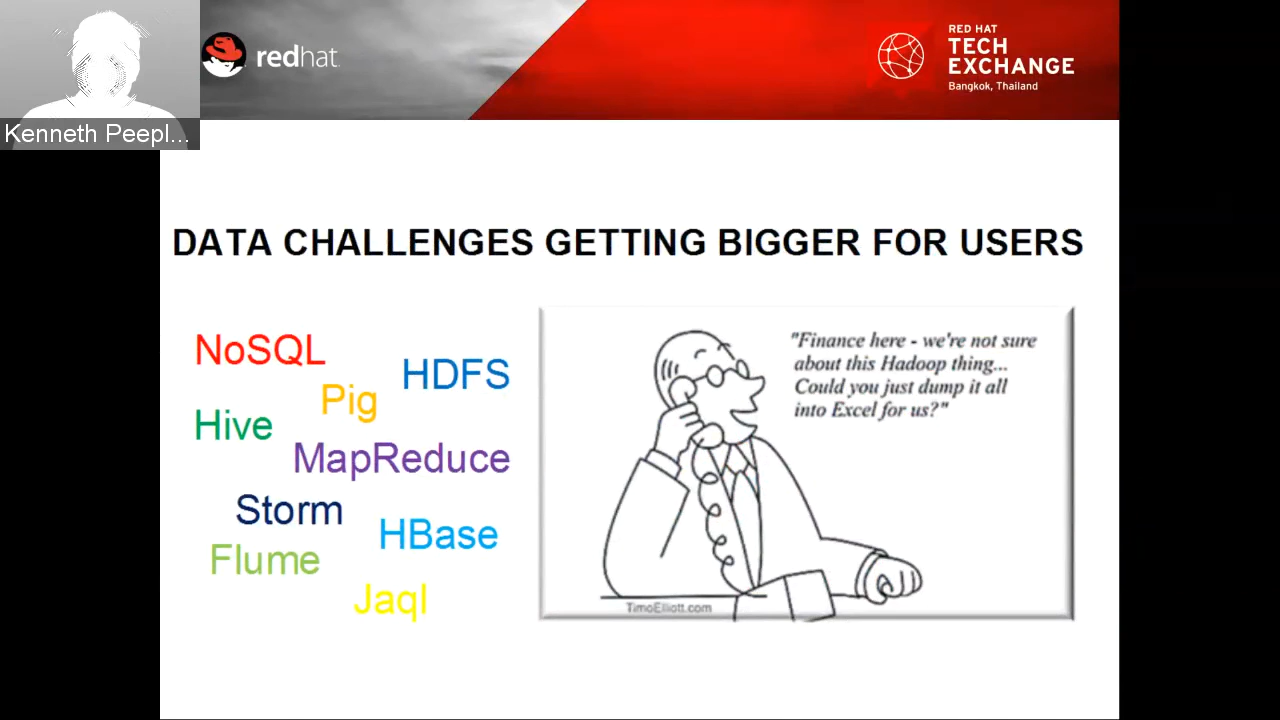 redhat.
RED HAT
TECH
EXCHANGE
Bangkok, Thailand
Kenneth Peepl...
DATA CHALLENGES GETTING BIGGER FOR USERS
NoSQL
HDFS
Pig
Hive
MapReduce
Storm
HBase
Flume
Jaql
"Finance here - we're not sure
about this Hadoop thing...
Could you just dump it all
into Excel for us?"
TimoElliott.com